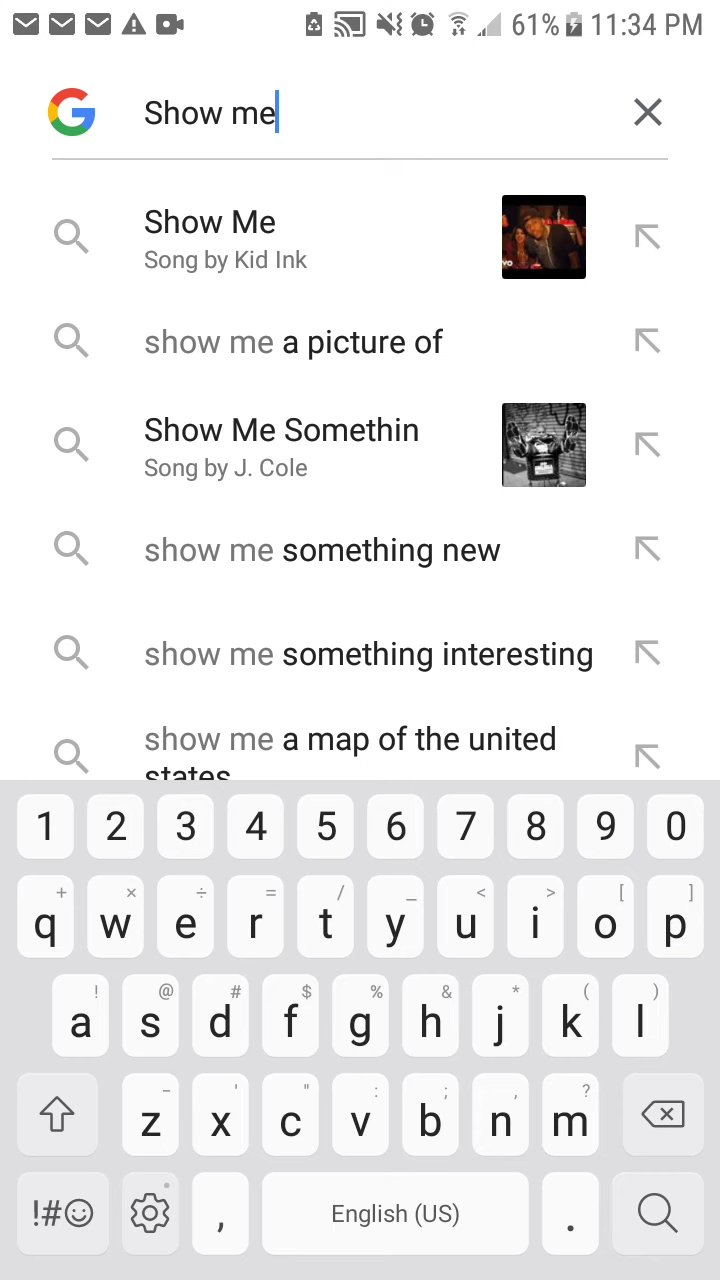 61% 11:34 PM
Show me
Show Me
Song by Kid Ink
show me a picture of
Show Me Somethin
Song by J. Cole
show me something new
show me something interesting
show me a map of the united
states
1 2 3 4 5 6 7 8 9 0
+ × ÷ = / _ < > [ ]
q w e r t y u i o p
! @ # $ % & * ( )
a s d f g h j k l
- ' " : ; , ?
z x c v b n m
!#☺ , English (US) .